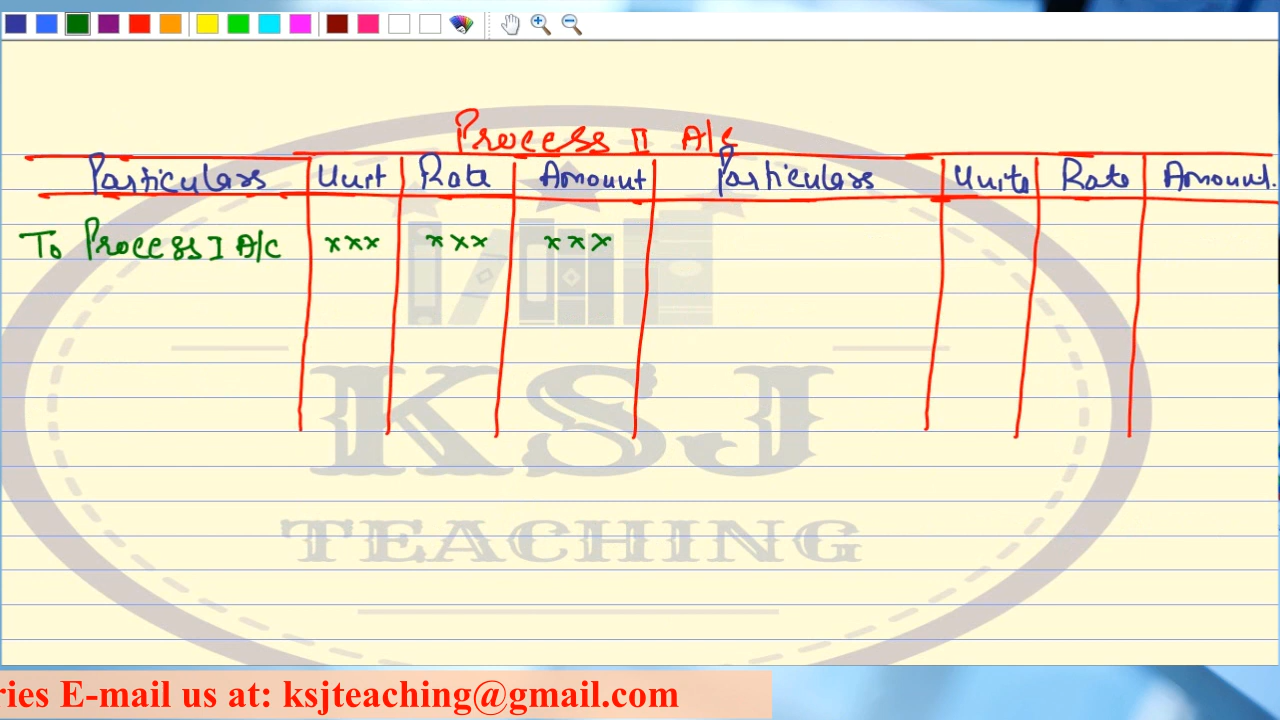 Process II A/c
Particulars Unit Rate Amount Particulars Units Rate Amount.
To Process I A/c xxx xxx xxx
KSJ
TEACHING
ries E-mail us at: ksjteaching@gmail.com